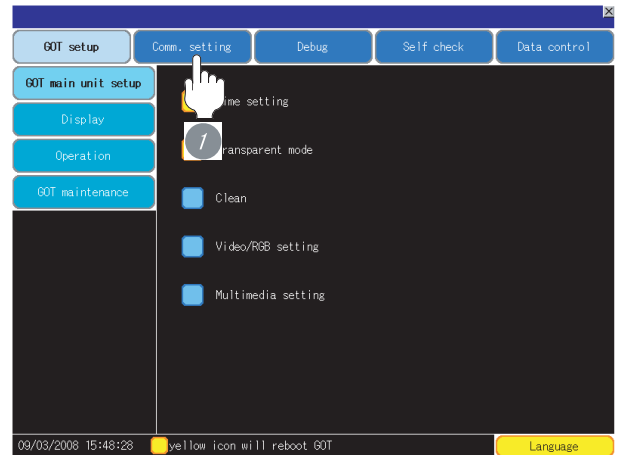 GOT setup Comm. setting Debug Self check Data control
GOT main unit setup
Display
Operation
GOT maintenance
ime setting
1
ransparent mode
Clean
Video/RGB setting
Multimedia setting
09/03/2008 15:48:28 yellow icon will reboot GOT Language